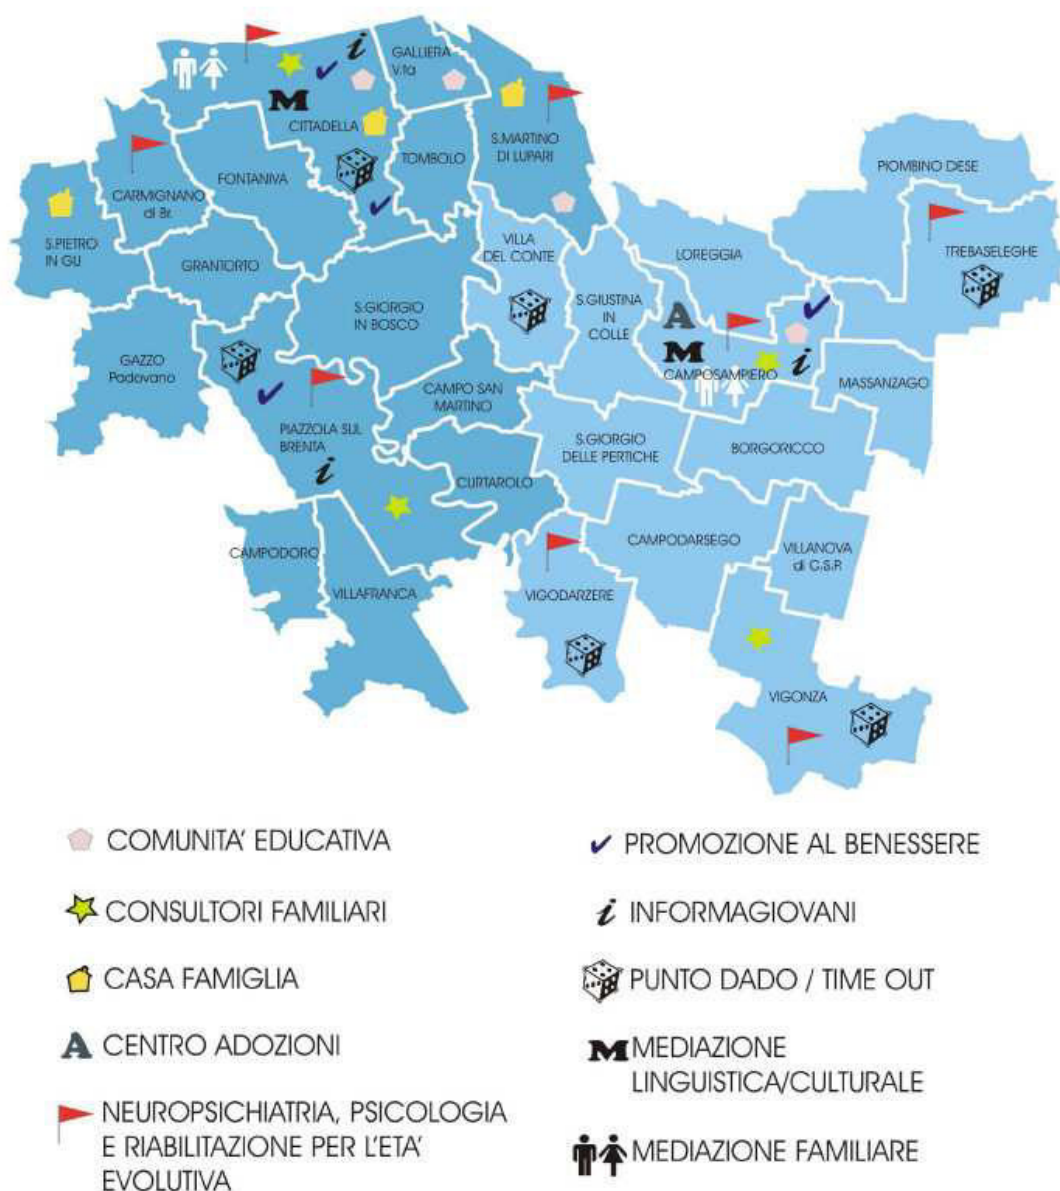 GALLIERA
V.ta
i
M
CITTADELLA
S.MARTINO
DI LUPARI
TOMBOLO
FONTANIVA
CARMIGNANO
di Br.
PIOMBINO DESE
S.PIETRO
IN GU
GRANTORTO
VILLA
DEL CONTE
LOREGGIA
TREBASELEGHE
S.GIORGIO
IN BOSCO
S.GIUSTINA
IN
COLLE
A
M
i
CAMPOSAMPIERO
GAZZO
Padovano
MASSANZAGO
CAMPO SAN
MARTINO
PIAZZOLA SUL
BRENTA
i
S.GIORGIO
DELLE PERTICHE
BORGORICCO
CURTAROLO
CAMPODORO
CAMPODARSEGO
VILLANOVA
di C.S.P.
VILLAFRANCA
VIGODARZERE
VIGONZA
COMUNITA' EDUCATIVA
CONSULTORI FAMILIARI
CASA FAMIGLIA
A CENTRO ADOZIONI
NEUROPSICHIATRIA, PSICOLOGIA
E RIABILITAZIONE PER L'ETA'
EVOLUTIVA
PROMOZIONE AL BENESSERE
i INFORMAGIOVANI
PUNTO DADO / TIME OUT
M MEDIAZIONE
LINGUISTICA/CULTURALE
MEDIAZIONE FAMILIARE